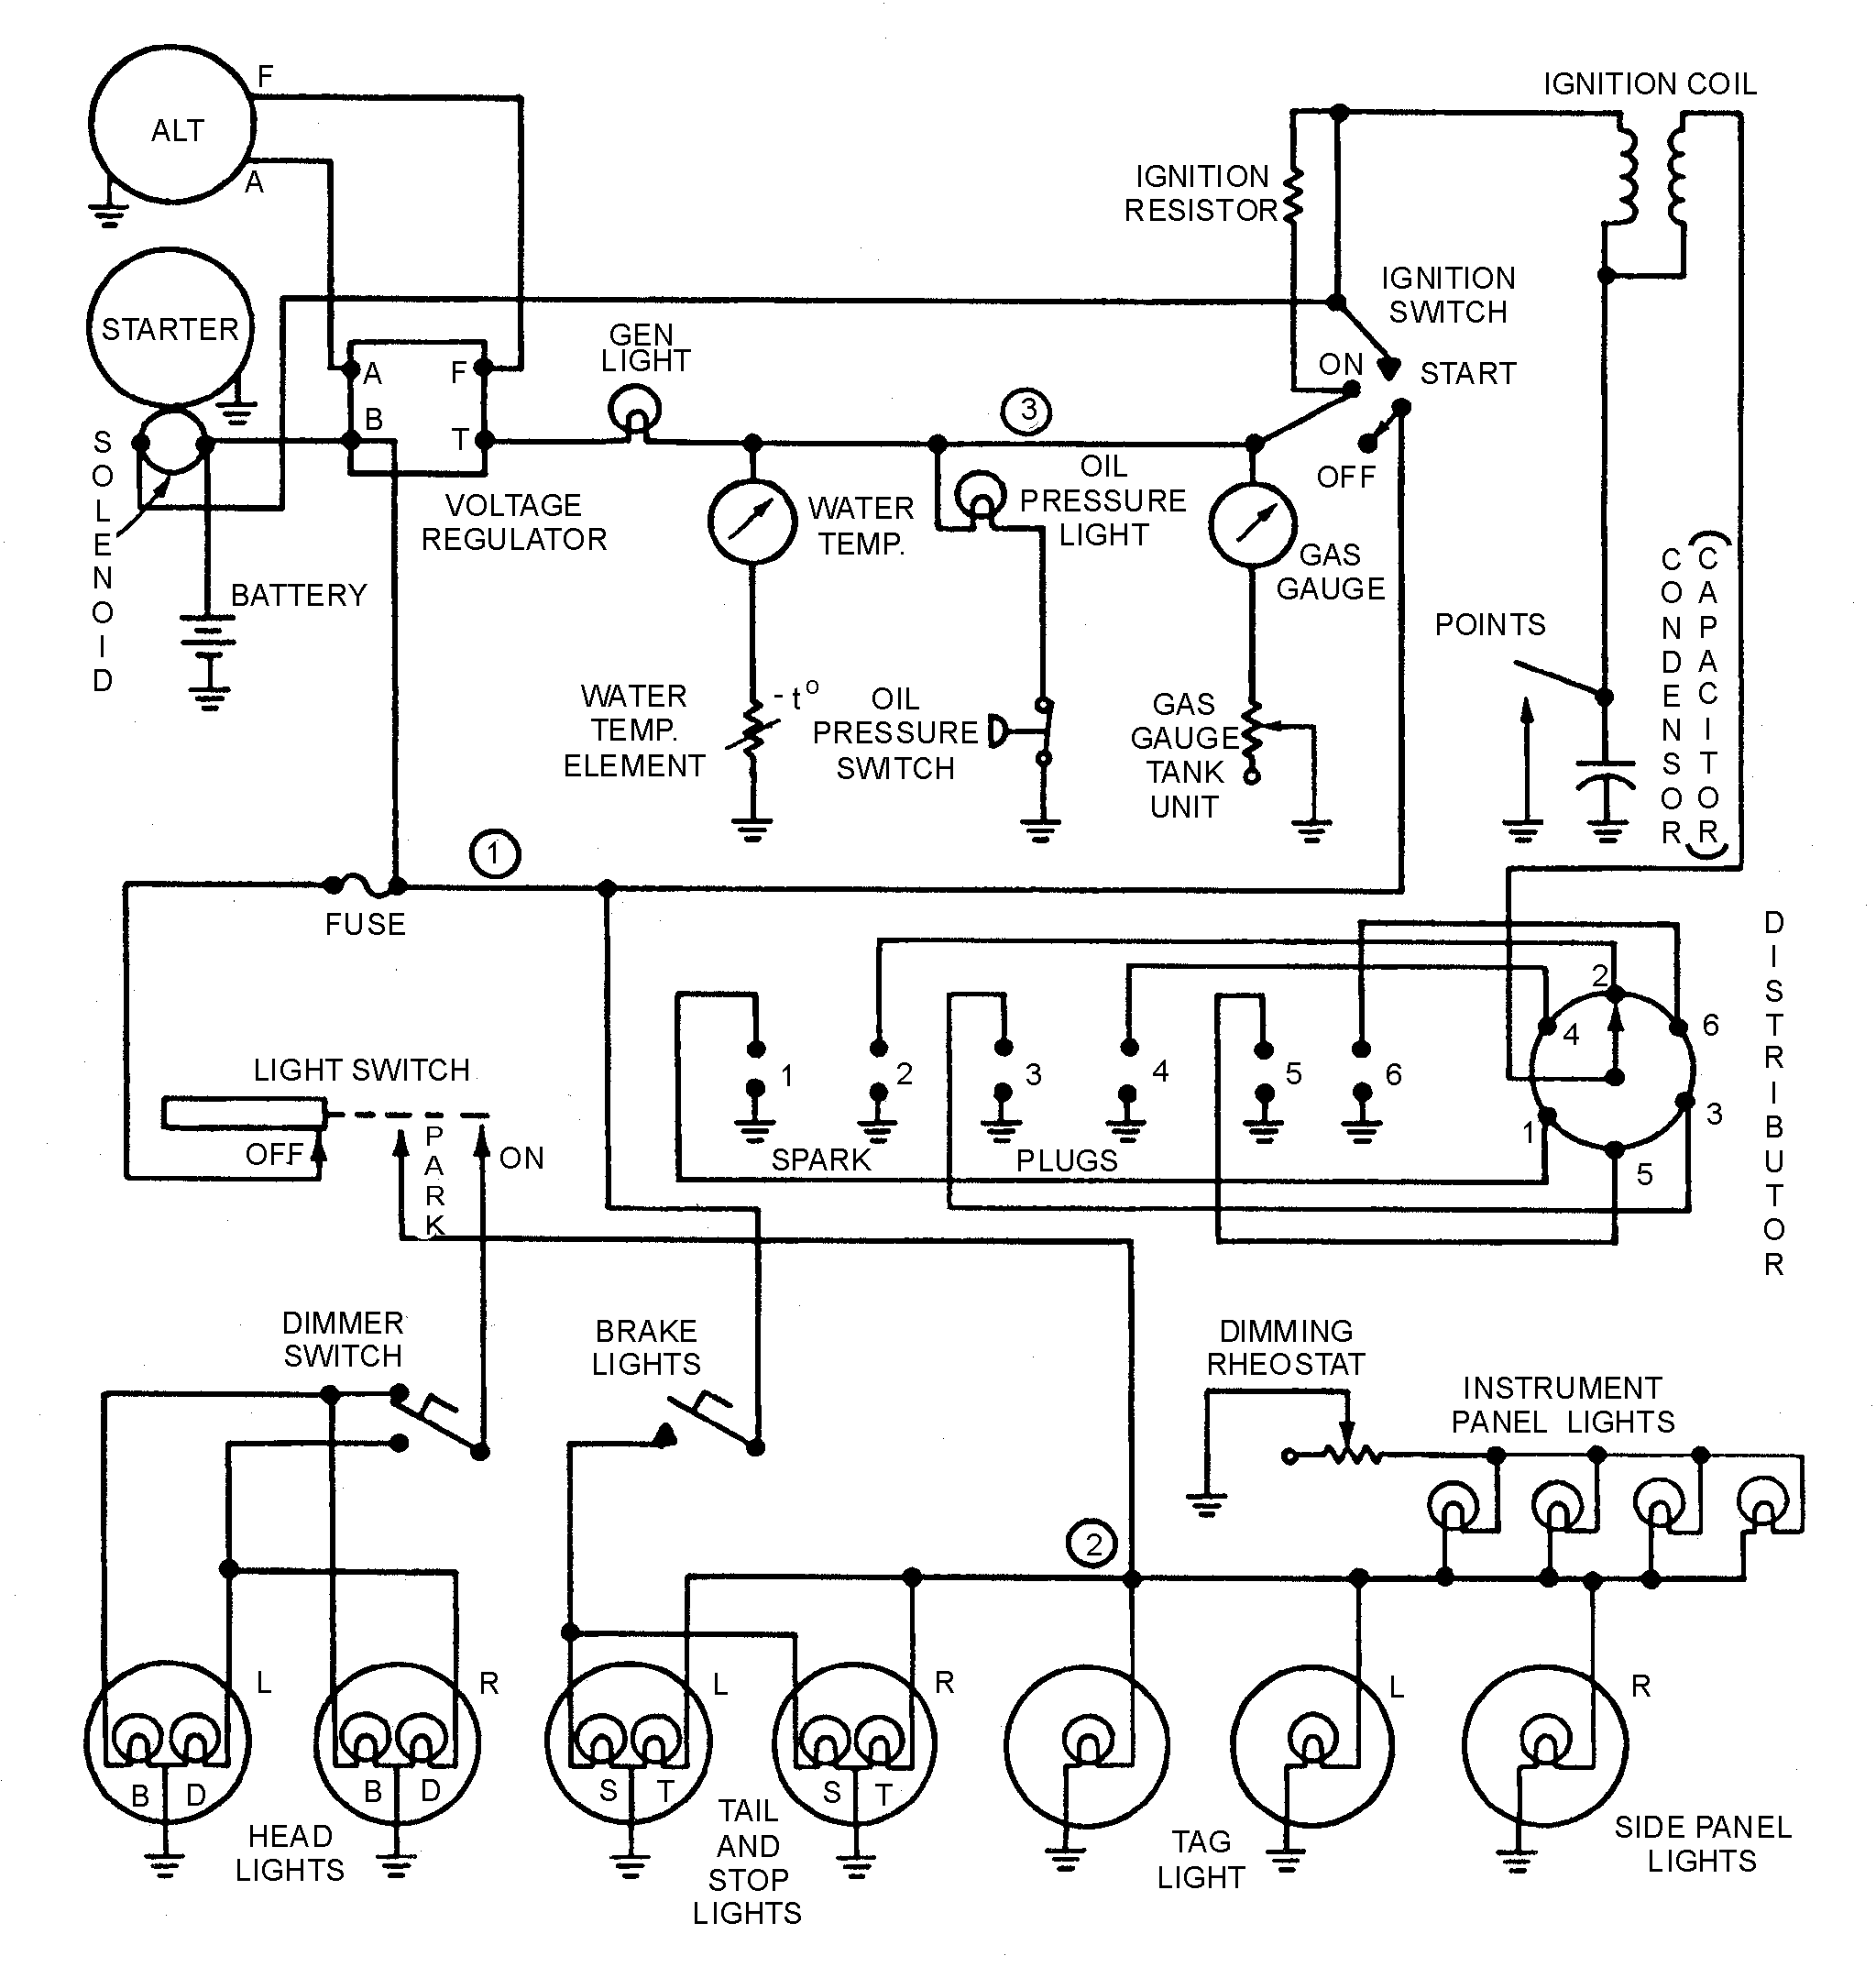 IGNITION COIL
F
ALT
A
IGNITION
RESISTOR
IGNITION
SWITCH
STARTER
GEN
LIGHT
ON
START
A
F
B
T
3
OFF
SOLENOID
VOLTAGE
REGULATOR
WATER
TEMP.
OIL
PRESSURE
LIGHT
GAS
GAUGE
CONDENSOR
(CAPACITOR)
BATTERY
POINTS
WATER
TEMP.
ELEMENT
- t°
OIL
PRESSURE
SWITCH
GAS
GAUGE
TANK
UNIT
1
FUSE
DISTRIBUTOR
2
4
6
1
3
5
1
2
3
4
5
6
SPARK PLUGS
LIGHT SWITCH
OFF
PARK
ON
DIMMER
SWITCH
BRAKE
LIGHTS
DIMMING
RHEOSTAT
INSTRUMENT
PANEL LIGHTS
2
L
R
L
R
L
R
B D
B D
S T
S T
HEAD
LIGHTS
TAIL
AND
STOP
LIGHTS
TAG
LIGHT
SIDE PANEL
LIGHTS